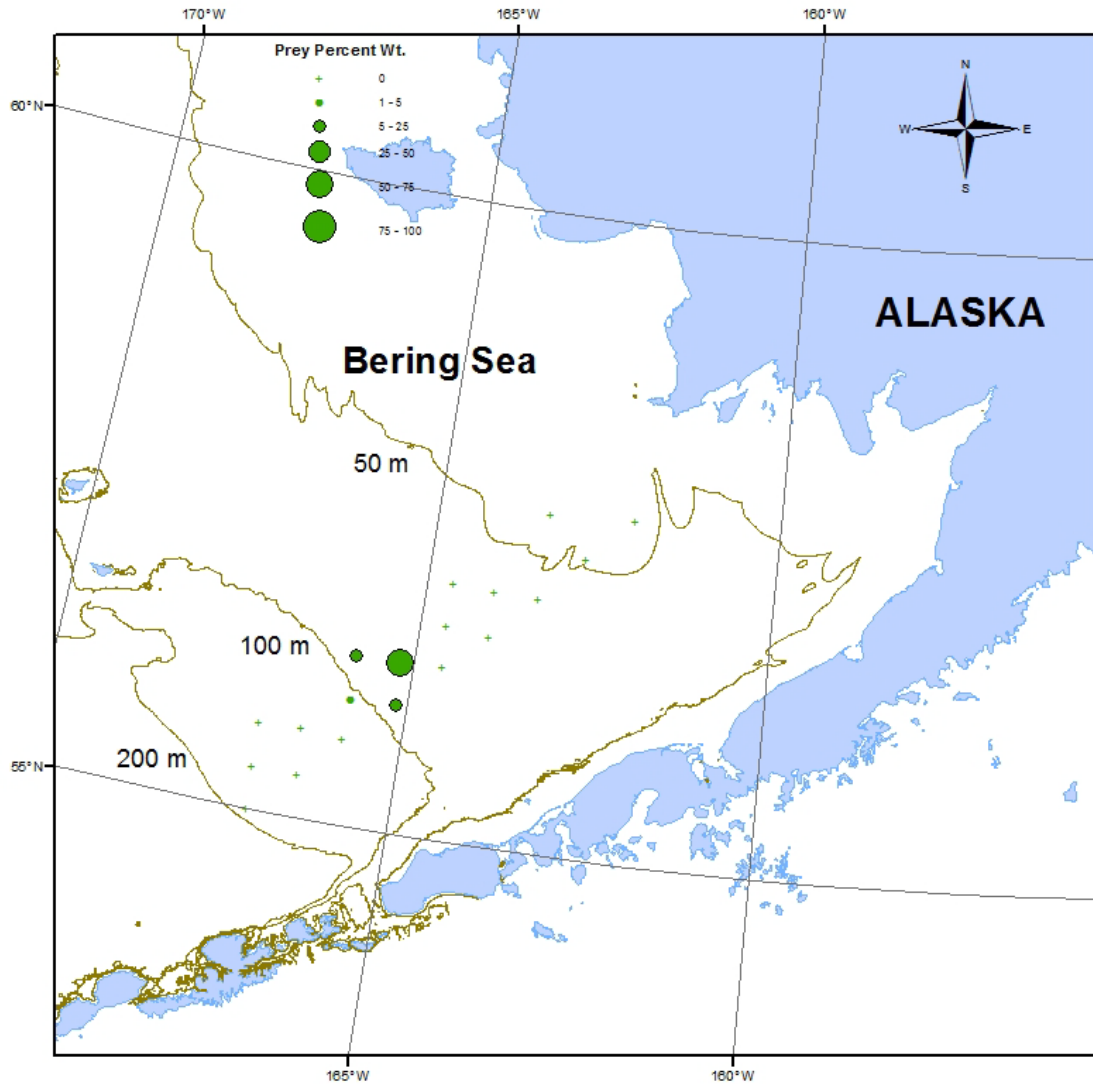 170°W
165°W
160°W
Prey Percent Wt.
0
1 - 5
5 - 25
25 - 50
50 - 75
75 - 100
N
W
E
S
60°N
ALASKA
Bering Sea
50 m
100 m
200 m
55°N
165°W
160°W